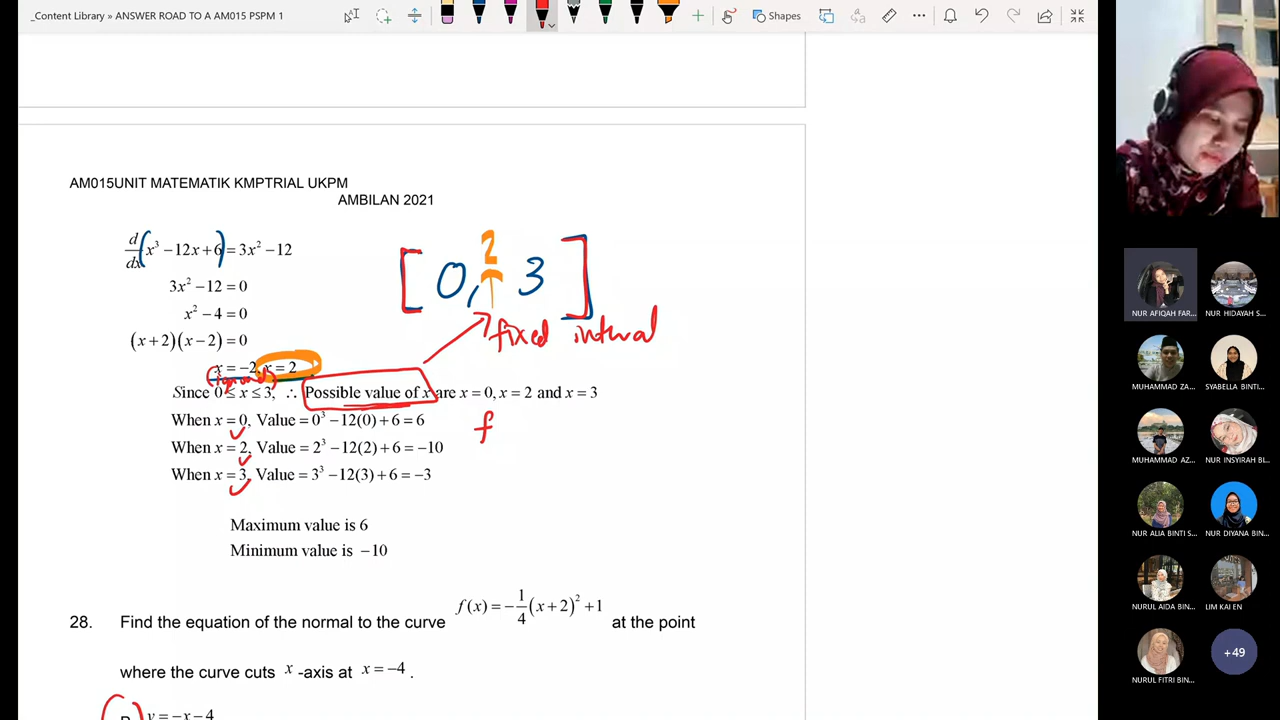 _Content Library » ANSWER ROAD TO A AM015 PSPM 1
Shapes
AM015UNIT MATEMATIK KMPTRIAL UKPM
AMBILAN 2021
d/dx (x³ − 12x + 6) = 3x² − 12
3x² − 12 = 0
x² − 4 = 0
(x + 2)(x − 2) = 0
x = −2, x = 2
[0, 2 3]
fixed interval
Since 0 ≤ x ≤ 3, ∴ Possible value of x are x = 0, x = 2 and x = 3
When x = 0, Value = 0³ − 12(0) + 6 = 6
f
When x = 2, Value = 2³ − 12(2) + 6 = −10
When x = 3, Value = 3³ − 12(3) + 6 = −3
Maximum value is 6
Minimum value is −10
28. Find the equation of the normal to the curve f(x) = −1/4 (x + 2)² + 1 at the point
where the curve cuts x -axis at x = −4 .
y = −x − 4
NUR AFIQAH FAR...
NUR HIDAYAH S...
MUHAMMAD ZA...
SYABELLA BINTI...
MUHAMMAD AZ...
NUR INSYIRAH BI...
NUR ALIA BINTI S...
NUR DIYANA BIN...
NURUL AIDA BIN...
LIM KAI EN
NURUL FITRI BIN...
+49